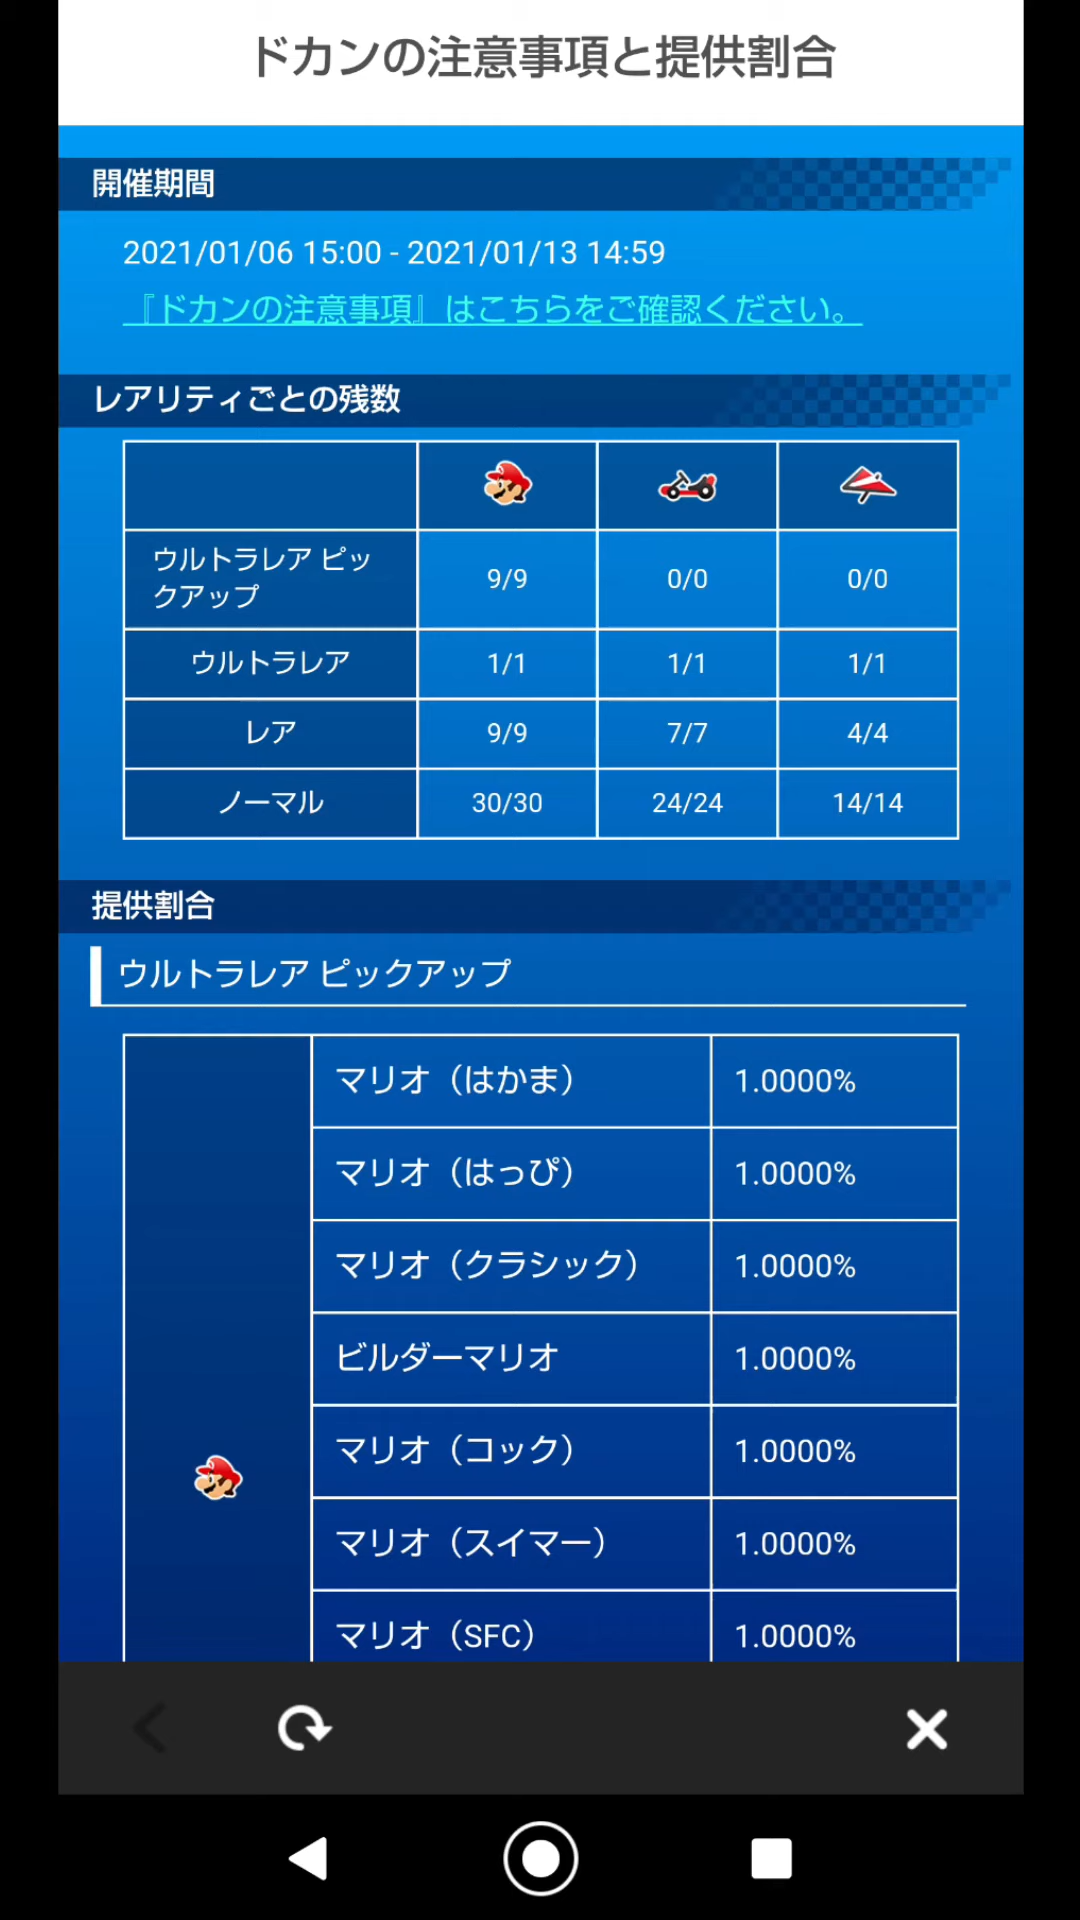 ドカンの注意事項と提供割合
開催期間
2021/01/06 15:00 - 2021/01/13 14:59
『ドカンの注意事項』はこちらをご確認ください。
レアリティごとの残数
ウルトラレア ピッ
クアップ
9/9 0/0 0/0
ウルトラレア 1/1 1/1 1/1
レア 9/9 7/7 4/4
ノーマル 30/30 24/24 14/14
提供割合
ウルトラレア ピックアップ
マリオ（はかま） 1.0000%
マリオ（はっぴ） 1.0000%
マリオ（クラシック） 1.0000%
ビルダーマリオ 1.0000%
マリオ（コック） 1.0000%
マリオ（スイマー） 1.0000%
マリオ（SFC） 1.0000%